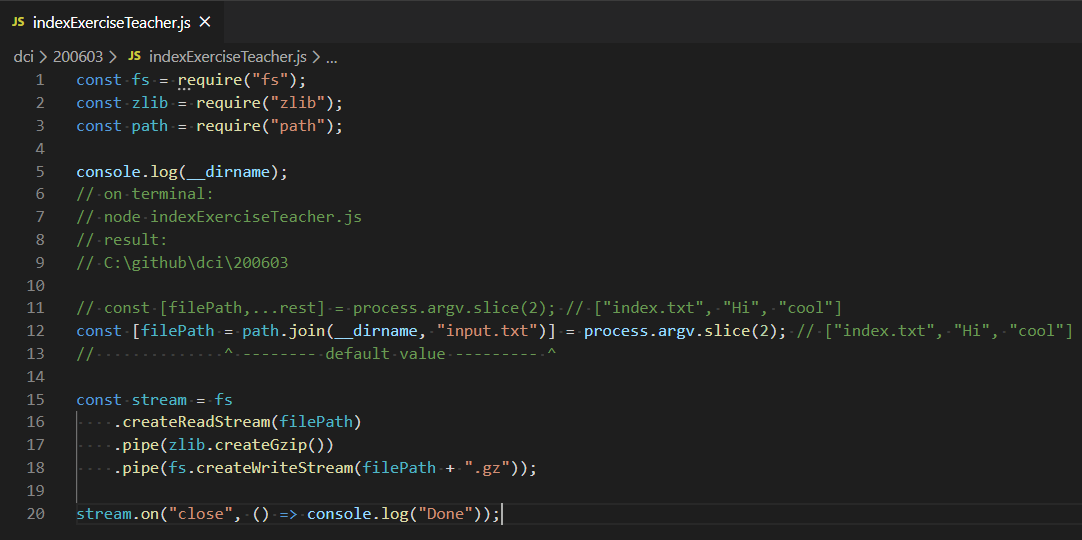 JS indexExerciseTeacher.js ×
dci > 200603 > JS indexExerciseTeacher.js > ...
1 const fs = require("fs");
2 const zlib = require("zlib");
3 const path = require("path");
4
5 console.log(__dirname);
6 // on terminal:
7 // node indexExerciseTeacher.js
8 // result:
9 // C:\github\dci\200603
10
11 // const [filePath,...rest] = process.argv.slice(2); // ["index.txt", "Hi", "cool"]
12 const [filePath = path.join(__dirname, "input.txt")] = process.argv.slice(2); // ["index.txt", "Hi", "cool"]
13 //              ^ -------- default value --------- ^
14
15 const stream = fs
16     .createReadStream(filePath)
17     .pipe(zlib.createGzip())
18     .pipe(fs.createWriteStream(filePath + ".gz"));
19
20 stream.on("close", () => console.log("Done"));